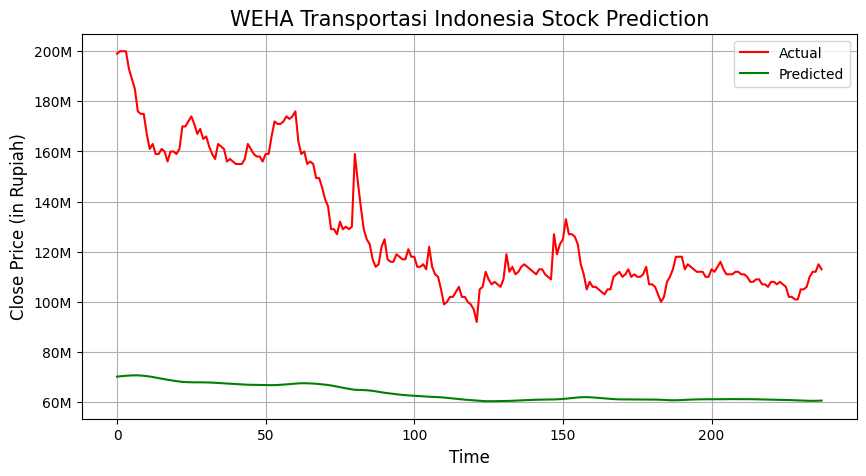 WEHA Transportasi Indonesia Stock Prediction
Actual
Predicted
Close Price (in Rupiah)
200M
180M
160M
140M
120M
100M
80M
60M
0
50
100
150
200
Time